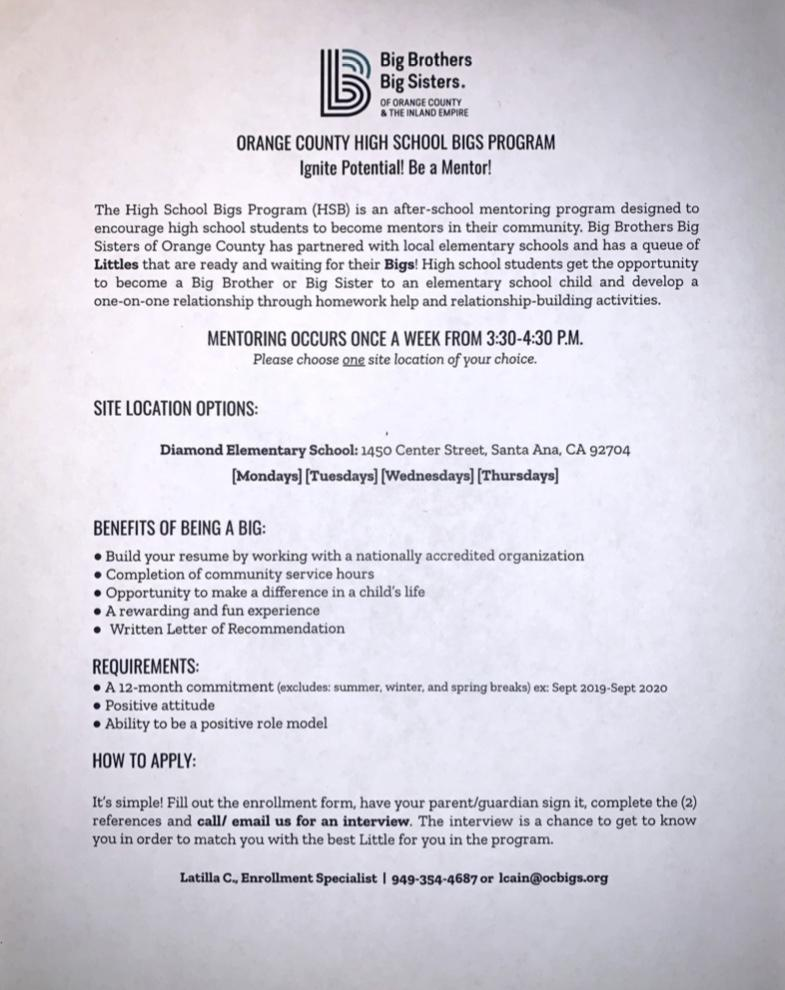 Big Brothers
Big Sisters.
OF ORANGE COUNTY
& THE INLAND EMPIRE
ORANGE COUNTY HIGH SCHOOL BIGS PROGRAM
Ignite Potential! Be a Mentor!
The High School Bigs Program (HSB) is an after-school mentoring program designed to
encourage high school students to become mentors in their community. Big Brothers Big
Sisters of Orange County has partnered with local elementary schools and has a queue of
Littles that are ready and waiting for their Bigs! High school students get the opportunity
to become a Big Brother or Big Sister to an elementary school child and develop a
one-on-one relationship through homework help and relationship-building activities.
MENTORING OCCURS ONCE A WEEK FROM 3:30-4:30 P.M.
Please choose one site location of your choice.
SITE LOCATION OPTIONS:
Diamond Elementary School: 1450 Center Street, Santa Ana, CA 92704
[Mondays] [Tuesdays] [Wednesdays] [Thursdays]
BENEFITS OF BEING A BIG:
● Build your resume by working with a nationally accredited organization
● Completion of community service hours
● Opportunity to make a difference in a child's life
● A rewarding and fun experience
● Written Letter of Recommendation
REQUIREMENTS:
● A 12-month commitment (excludes: summer, winter, and spring breaks) ex: Sept 2019-Sept 2020
● Positive attitude
● Ability to be a positive role model
HOW TO APPLY:
It's simple! Fill out the enrollment form, have your parent/guardian sign it, complete the (2)
references and call/ email us for an interview. The interview is a chance to get to know
you in order to match you with the best Little for you in the program.
Latilla C., Enrollment Specialist | 949-354-4687 or lcain@ocbigs.org